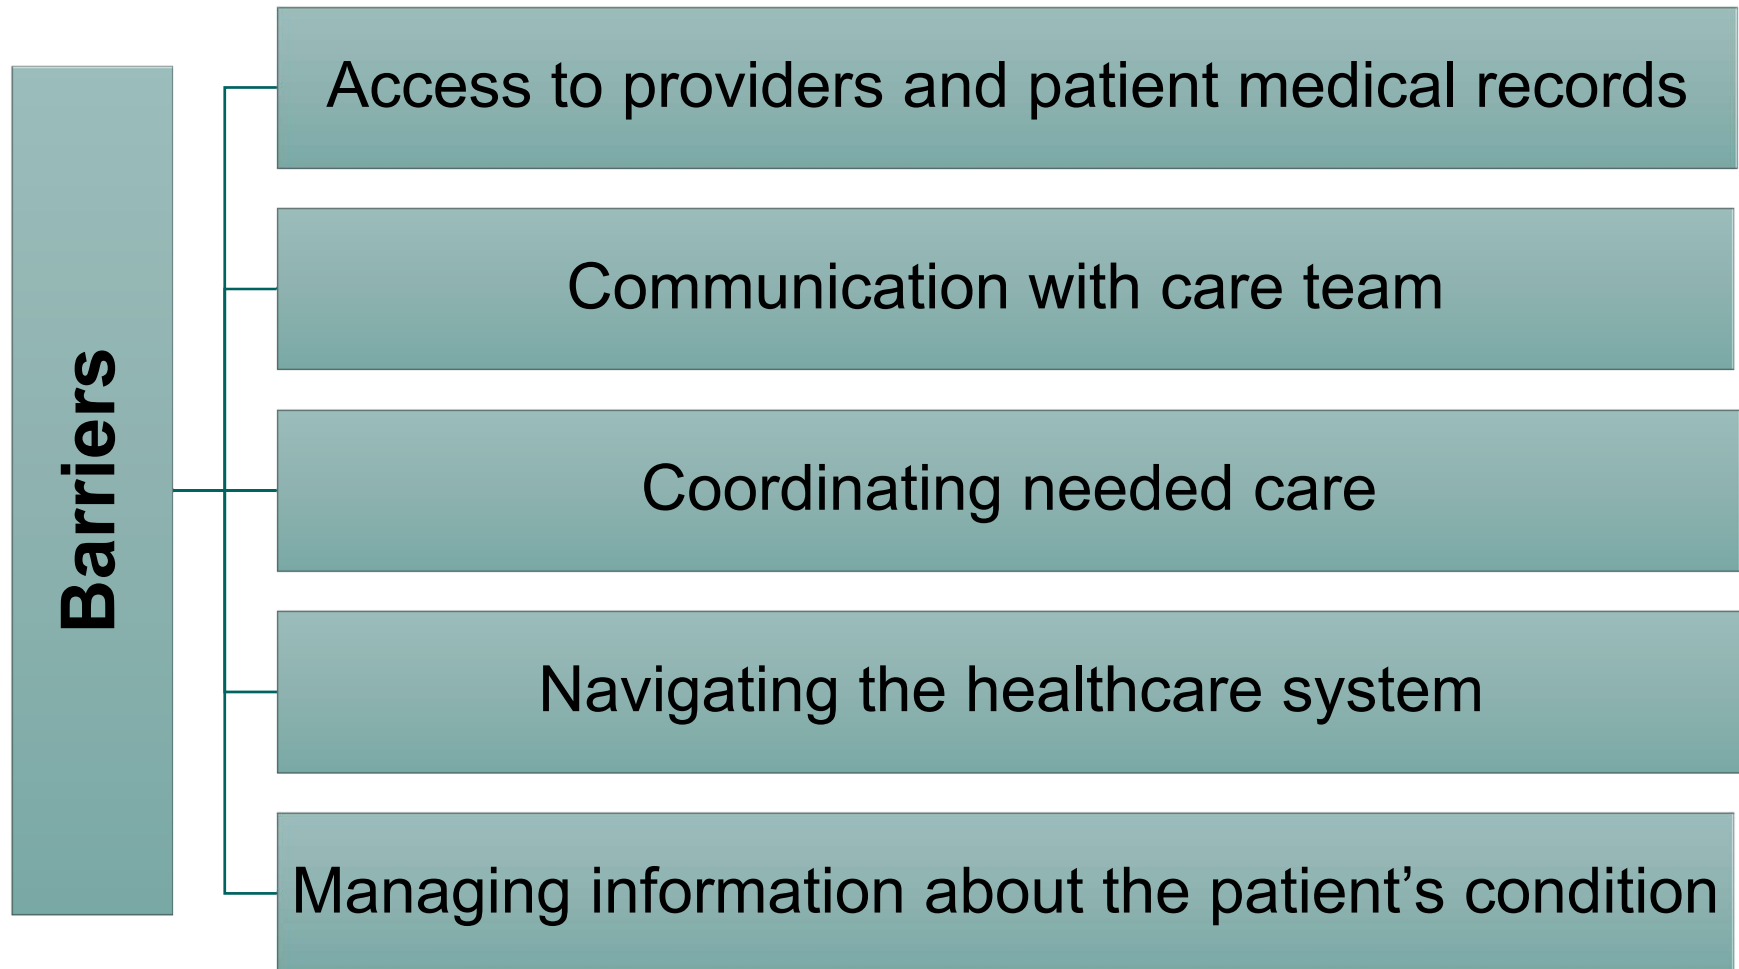 Barriers
Access to providers and patient medical records
Communication with care team
Coordinating needed care
Navigating the healthcare system
Managing information about the patient’s condition